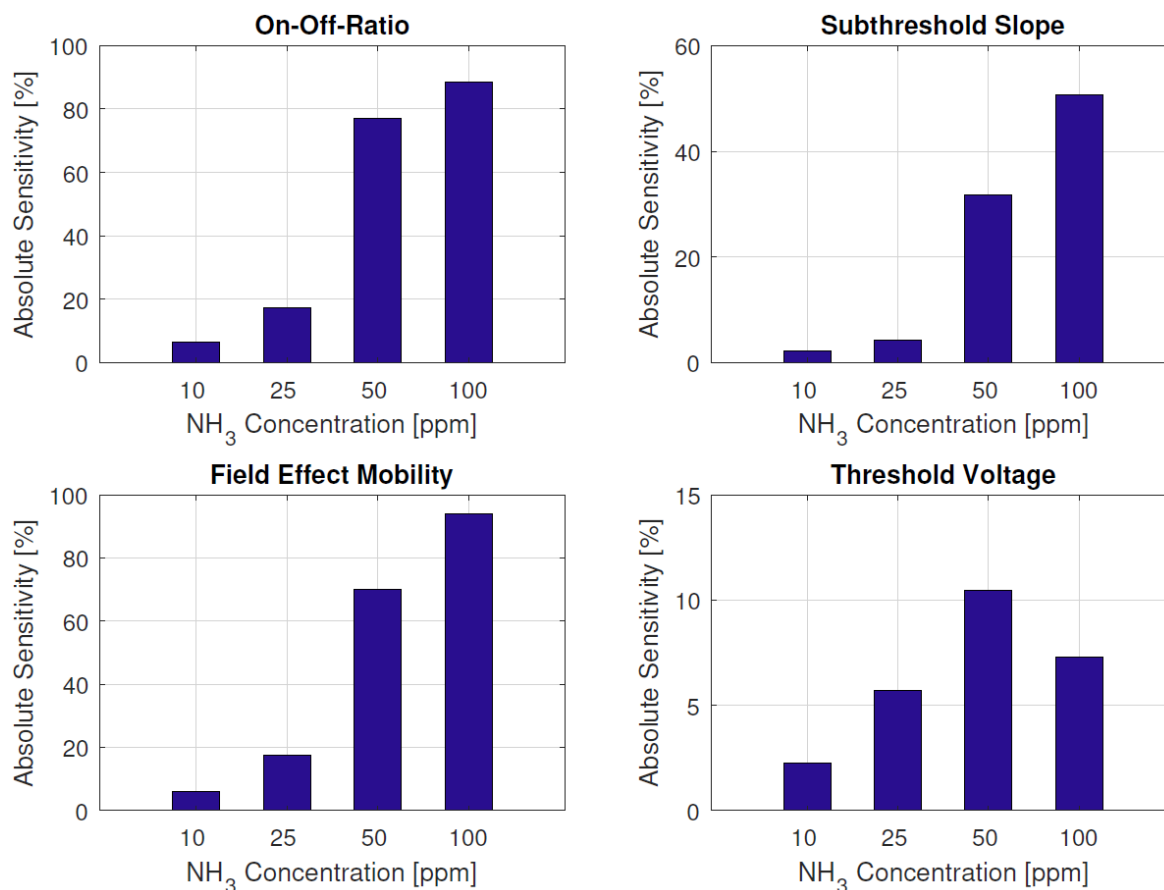 On-Off-Ratio
Absolute Sensitivity [%]
100
80
60
40
20
0
10 25 50 100
NH3 Concentration [ppm]
Subthreshold Slope
Absolute Sensitivity [%]
60
40
20
0
10 25 50 100
NH3 Concentration [ppm]
Field Effect Mobility
Absolute Sensitivity [%]
100
80
60
40
20
0
10 25 50 100
NH3 Concentration [ppm]
Threshold Voltage
Absolute Sensitivity [%]
15
10
5
0
10 25 50 100
NH3 Concentration [ppm]